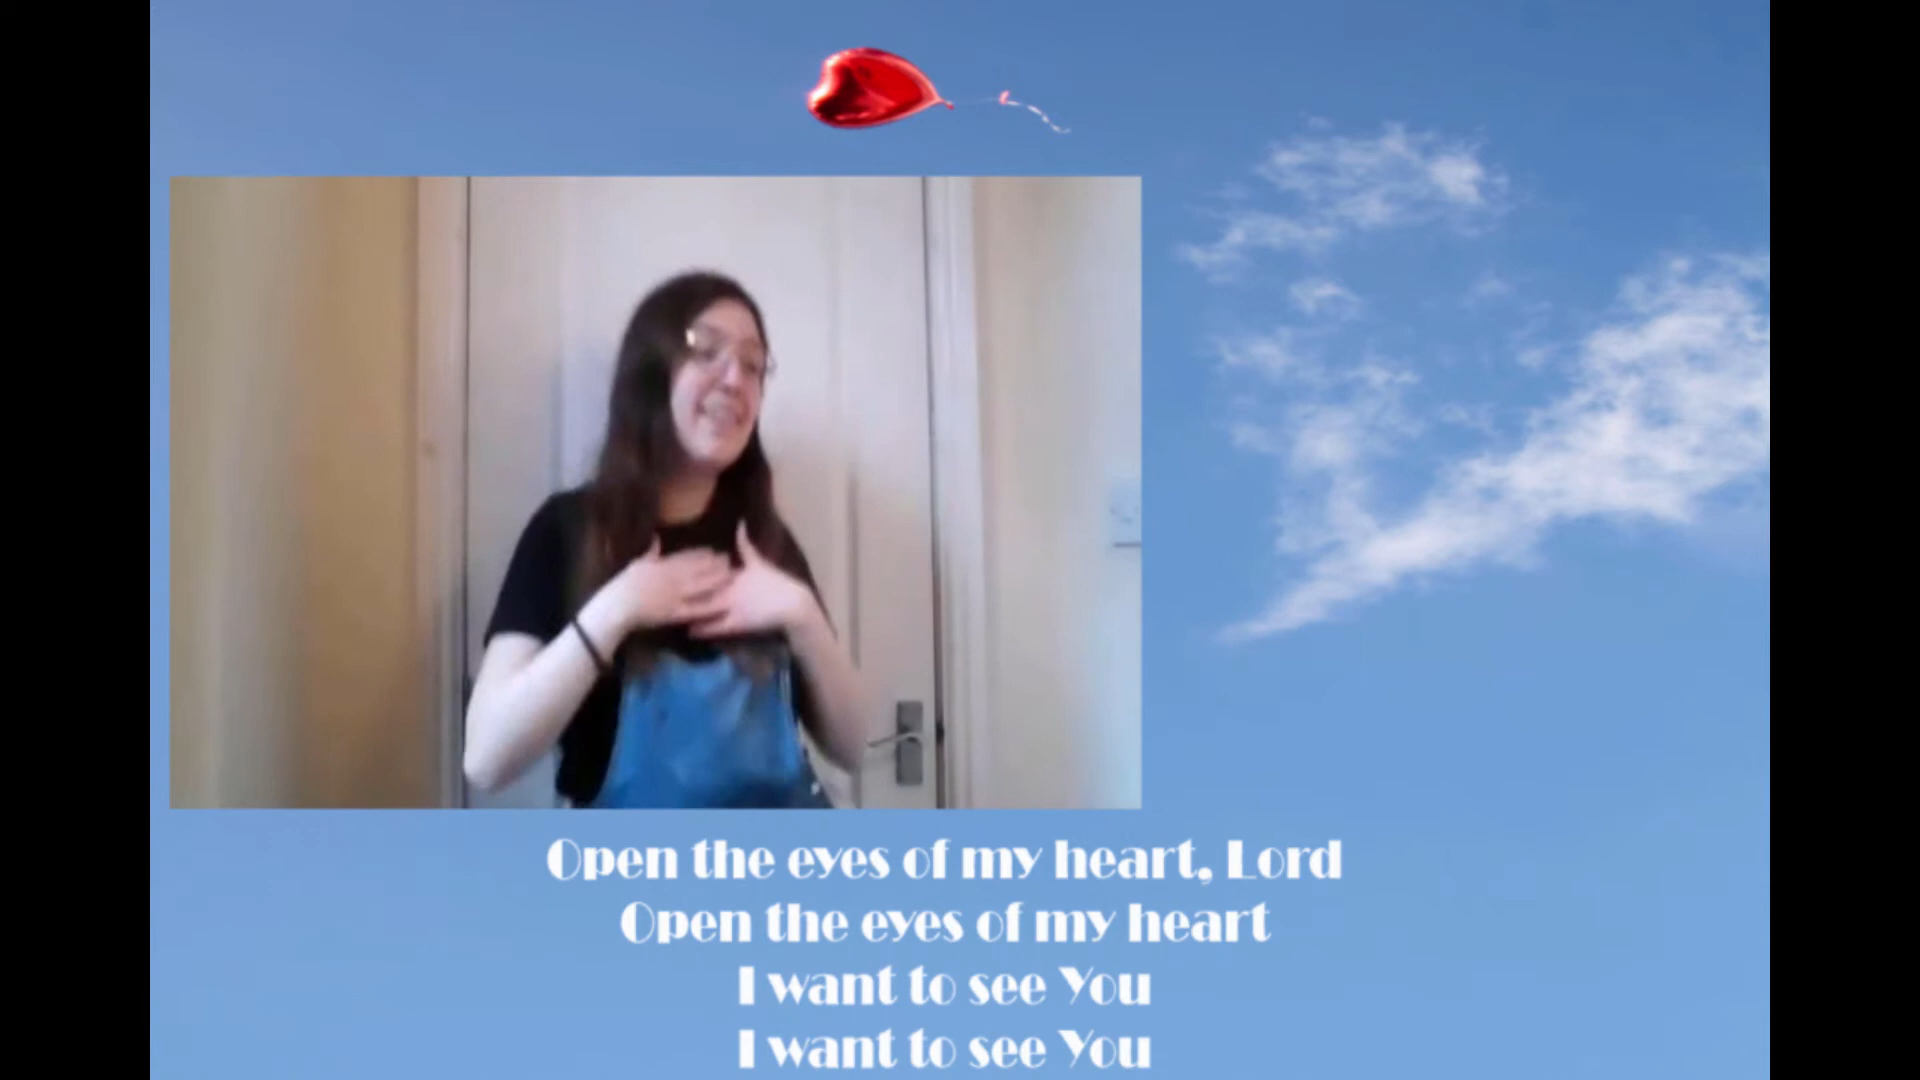 Open the eyes of my heart, Lord
Open the eyes of my heart
I want to see You
I want to see You